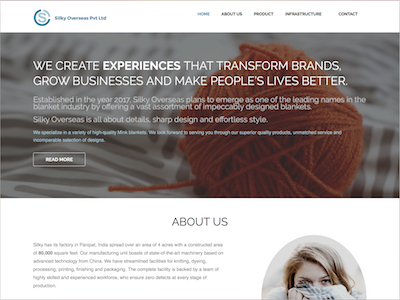 Silky Overseas Pvt Ltd
HOME ABOUT US PRODUCT INFRASTRUCTURE CONTACT
WE CREATE EXPERIENCES THAT TRANSFORM BRANDS,
GROW BUSINESSES AND MAKE PEOPLE'S LIVES BETTER.
Established in the year 2017, Silky Overseas plans to emerge as one of the leading names in the
blanket industry by offering a vast assortment of impeccably designed blankets.
Silky Overseas is all about details, sharp design and effortless style.
We specialize in a variety of high-quality Mink blankets. We look forward to serving you through our superior quality products, unmatched service and
incomparable selection of designs.
READ MORE
ABOUT US
Silky has its factory in Panipat, India spread over an area of 4 acres with a constructed area
of 80,000 square feet. Our manufacturing unit boasts of state-of-the-art machinery based on
advanced technology from China. We have streamlined facilities for knitting, dyeing,
processing, printing, finishing and packaging. The complete facility is backed by a team of
highly skilled and experienced workforce, who ensure zero defects at every stage of
production.